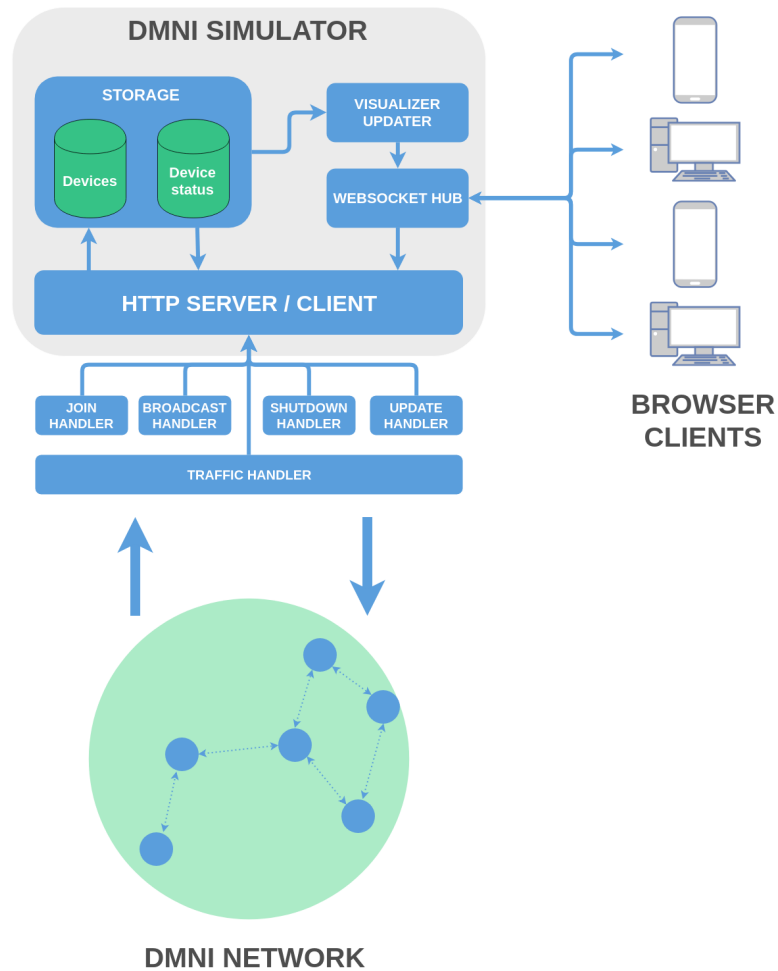 DMNI SIMULATOR
STORAGE
Devices
Device
status
VISUALIZER
UPDATER
WEBSOCKET HUB
HTTP SERVER / CLIENT
JOIN
HANDLER
BROADCAST
HANDLER
SHUTDOWN
HANDLER
UPDATE
HANDLER
TRAFFIC HANDLER
BROWSER
CLIENTS
DMNI NETWORK